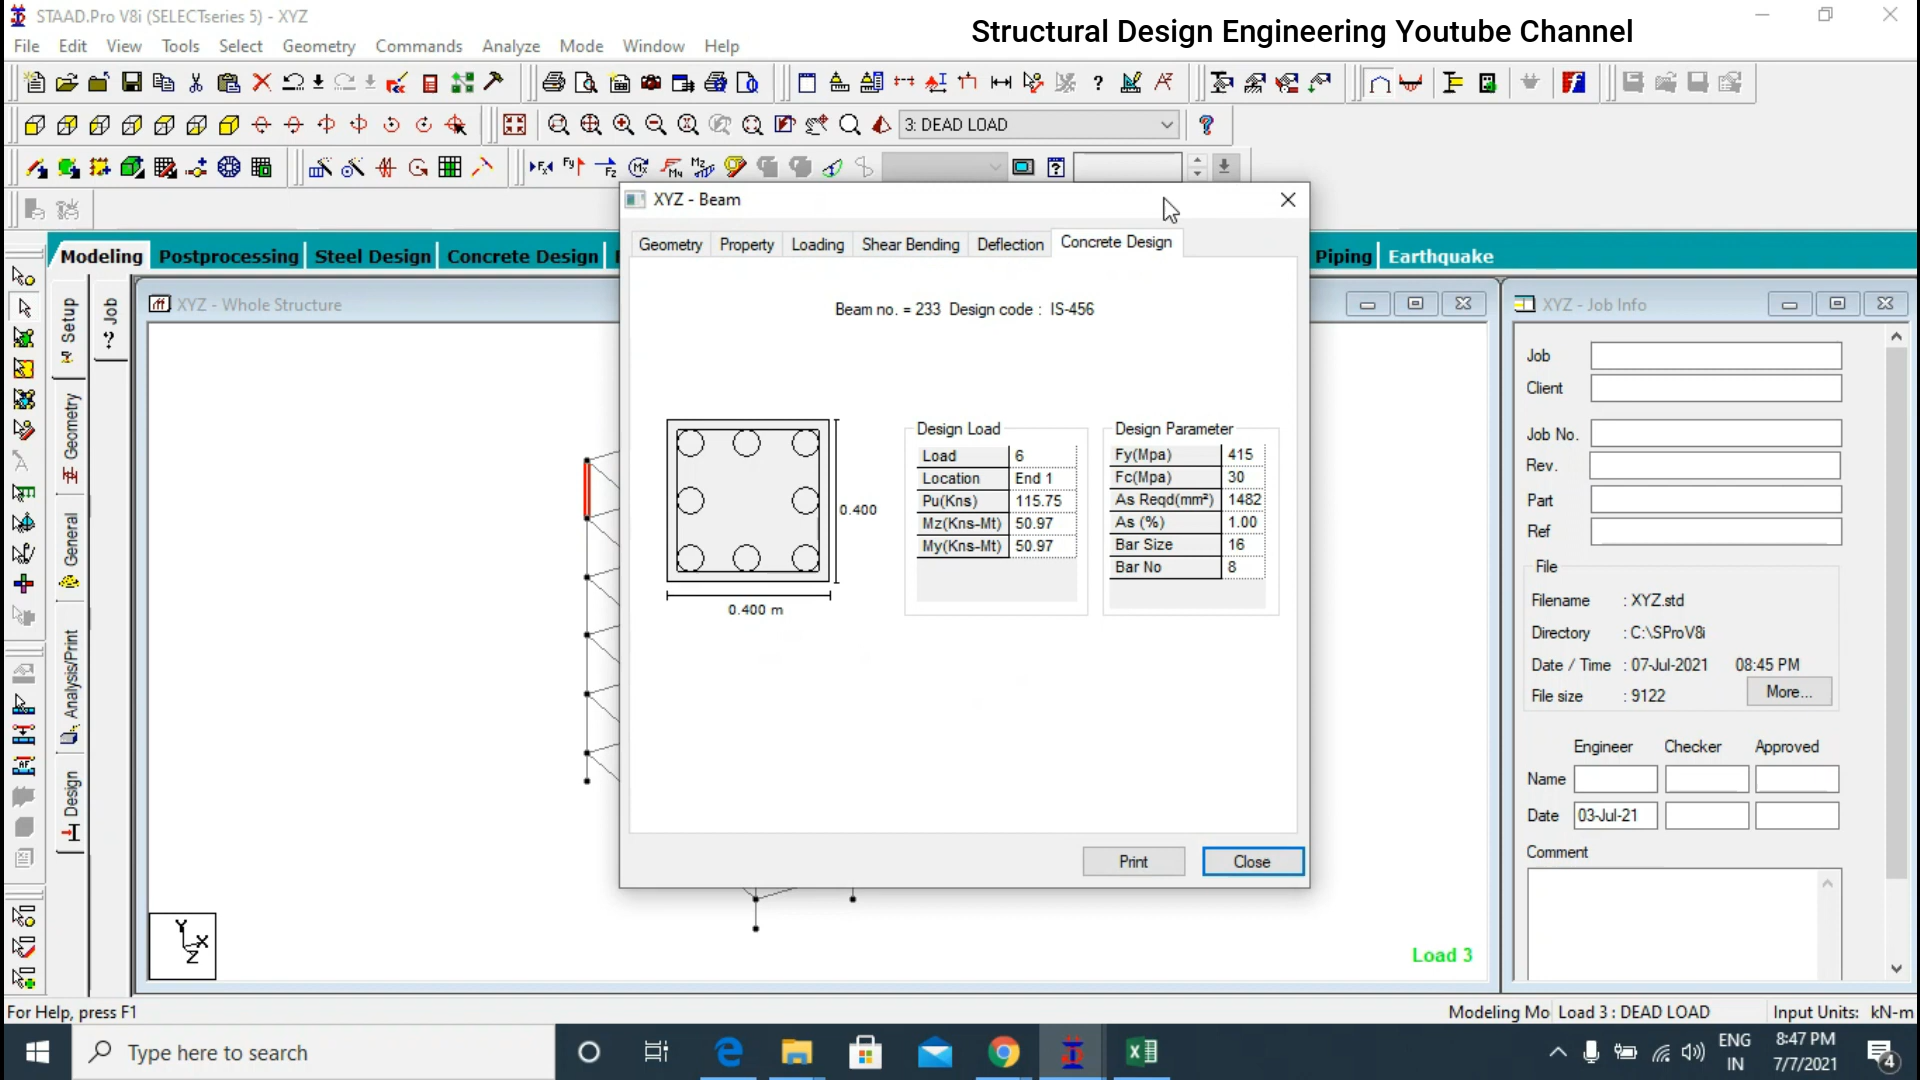 STAAD.Pro V8i (SELECTseries 5) - XYZ
Structural Design Engineering Youtube Channel
File Edit View Tools Select Geometry Commands Analyze Mode Window Help
3: DEAD LOAD
XYZ - Beam
Geometry Property Loading Shear Bending Deflection Concrete Design
Modeling Postprocessing Steel Design Concrete Design Piping Earthquake
Setup
Geometry
General
Analysis/Print
Design
Job
XYZ - Whole Structure
Beam no. = 233 Design code : IS-456
0.400
0.400 m
Design Load
Load 6
Location End 1
Pu(Kns) 115.75
Mz(Kns-Mt) 50.97
My(Kns-Mt) 50.97
Design Parameter
Fy(Mpa) 415
Fc(Mpa) 30
As Reqd(mm²) 1482
As (%) 1.00
Bar Size 16
Bar No 8
Print Close
Y
X
Z
Load 3
XYZ - Job Info
Job
Client
Job No.
Rev.
Part
Ref
File
Filename : XYZ.std
Directory : C:\SProV8i
Date / Time : 07-Jul-2021 08:45 PM
File size : 9122 More...
Engineer Checker Approved
Name
Date 03-Jul-21
Comment
For Help, press F1 Modeling Mo Load 3 : DEAD LOAD Input Units: kN-m
Type here to search
ENG
IN
8:47 PM
7/7/2021
4